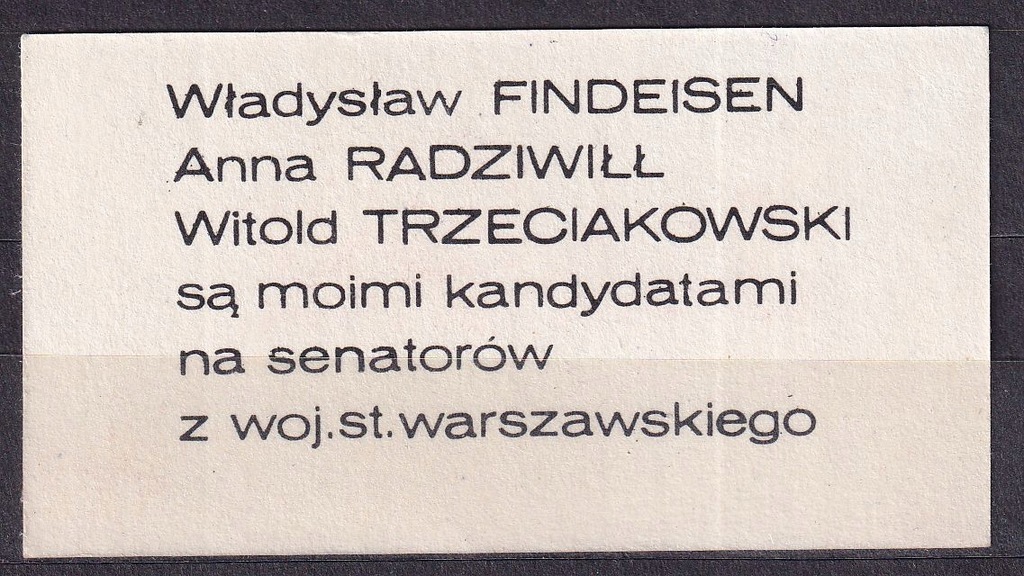 Władysław FINDEISEN
Anna RADZIWIŁŁ
Witold TRZECIAKOWSKI
są moimi kandydatami
na senatorów
z woj.st.warszawskiego